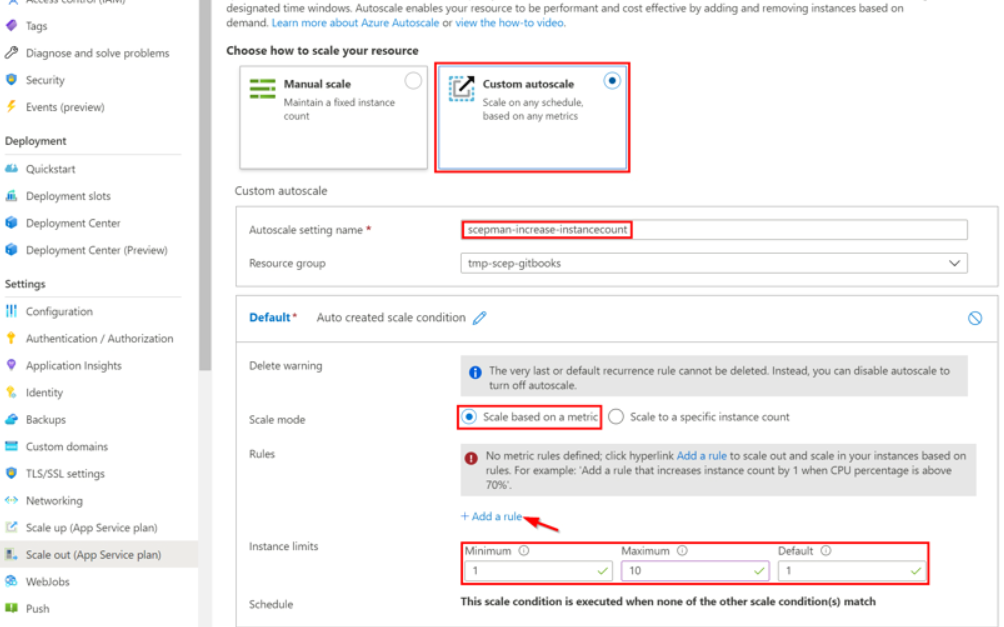 Access control (IAM)
Tags
Diagnose and solve problems
Security
Events (preview)
Deployment
Quickstart
Deployment slots
Deployment Center
Deployment Center (Preview)
Settings
Configuration
Authentication / Authorization
Application Insights
Identity
Backups
Custom domains
TLS/SSL settings
Networking
Scale up (App Service plan)
Scale out (App Service plan)
WebJobs
Push
designated time windows. Autoscale enables your resource to be performant and cost effective by adding and removing instances based on
demand. Learn more about Azure Autoscale or view the how-to video.
Choose how to scale your resource
Manual scale
Maintain a fixed instance
count
Custom autoscale
Scale on any schedule,
based on any metrics
Custom autoscale
Autoscale setting name *
scepman-increase-instancecount
Resource group
tmp-scep-gitbooks
Default* Auto created scale condition
Delete warning
The very last or default recurrence rule cannot be deleted. Instead, you can disable autoscale to
turn off autoscale.
Scale mode
Scale based on a metric
Scale to a specific instance count
Rules
No metric rules defined; click hyperlink Add a rule to scale out and scale in your instances based on
rules. For example: 'Add a rule that increases instance count by 1 when CPU percentage is above
70%'.
+ Add a rule
Instance limits
Minimum
Maximum
Default
1
10
1
Schedule
This scale condition is executed when none of the other scale condition(s) match